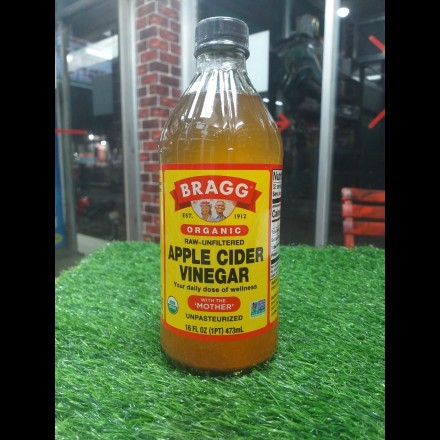 BRAGG
EST. 1912
ORGANIC
RAW-UNFILTERED
APPLE CIDER
VINEGAR
Your daily dose of wellness
WITH THE
'MOTHER'
UNPASTEURIZED
16 FL OZ (1PT) 473mL